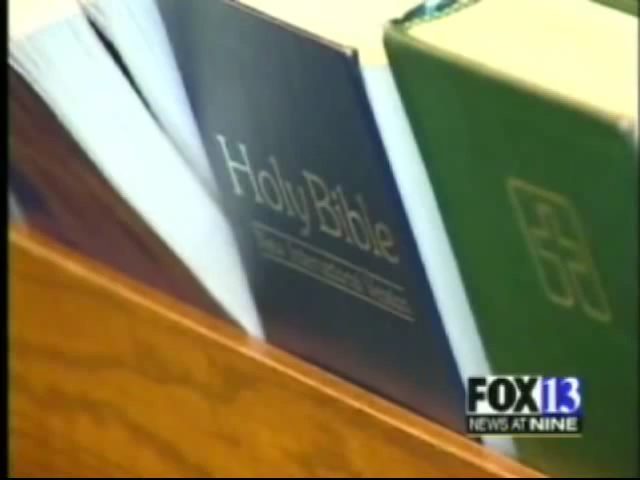 Holy Bible
New International Version
FOX 13
NEWS AT NINE